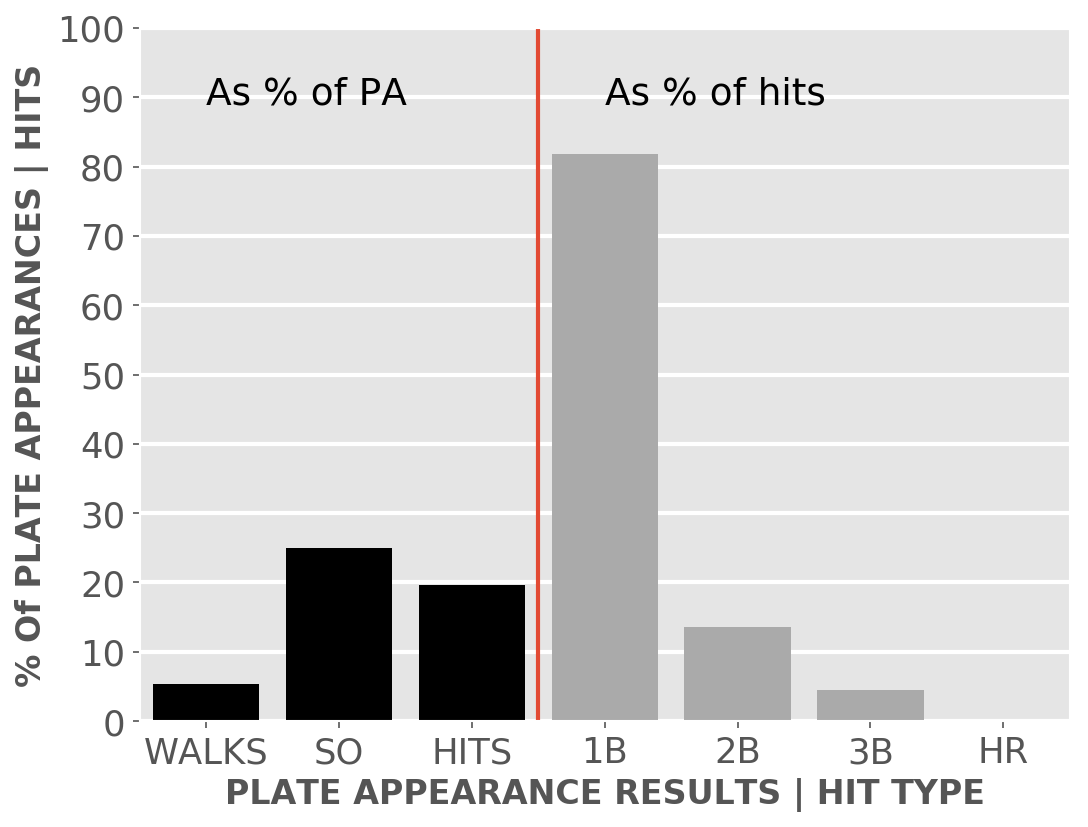 % Of PLATE APPEARANCES | HITS
100
90
80
70
60
50
40
30
20
10
0
As % of PA
As % of hits
WALKS SO HITS 1B 2B 3B HR
PLATE APPEARANCE RESULTS | HIT TYPE